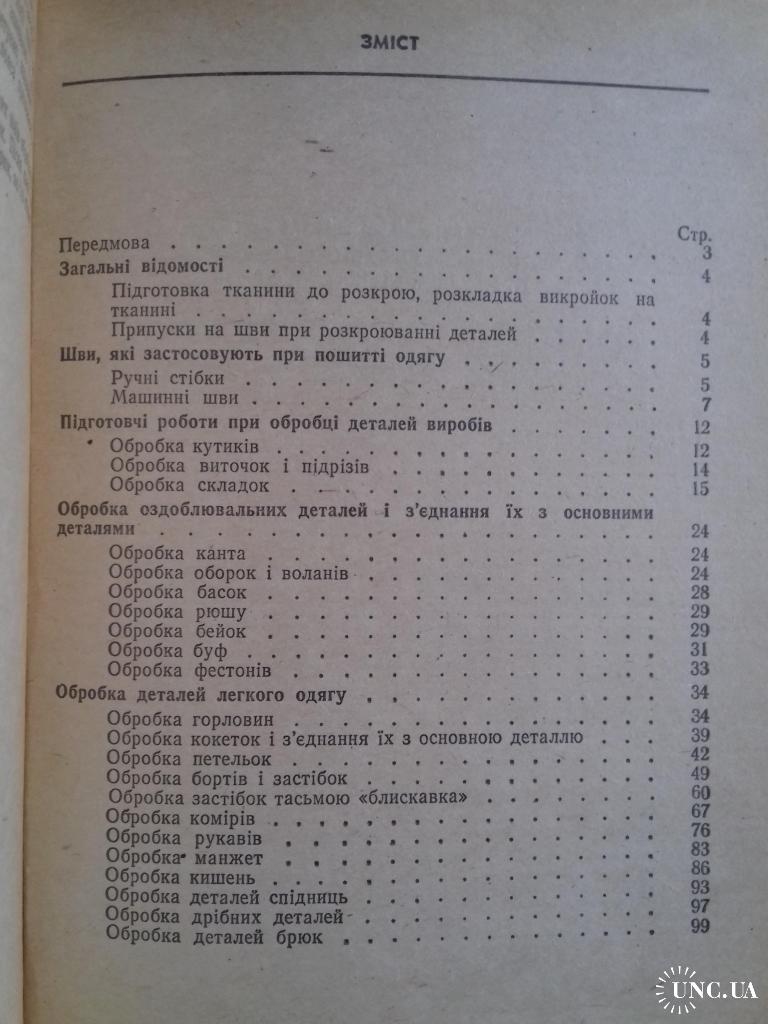 ЗМІСТ
Стр.
Передмова . . . . . . . . . . . . . . . . . 3
Загальні відомості . . . . . . . . . . . . . . 4
Підготовка тканини до розкрою, розкладка викройок на
тканині . . . . . . . . . . . . . . . . 4
Припуски на шви при розкроюванні деталей . . . . . . 4
Шви, які застосовують при пошитті одягу . . . . . . . . 5
Ручні стібки . . . . . . . . . . . . . . 5
Машинні шви . . . . . . . . . . . . . . 7
Підготовчі роботи при обробці деталей виробів . . . . . . 12
Обробка кутиків . . . . . . . . . . . . . 12
Обробка виточок і підрізів . . . . . . . . . . 14
Обробка складок . . . . . . . . . . . . . 15
Обробка оздоблювальних деталей і з’єднання їх з основними
деталями . . . . . . . . . . . . . . . . . 24
Обробка канта . . . . . . . . . . . . . . 24
Обробка оборок і воланів . . . . . . . . . . 24
Обробка басок . . . . . . . . . . . . . . 28
Обробка рюшу . . . . . . . . . . . . . . 29
Обробка бейок . . . . . . . . . . . . . . 29
Обробка буф . . . . . . . . . . . . . . . 31
Обробка фестонів . . . . . . . . . . . . . 33
Обробка деталей легкого одягу . . . . . . . . . . . 34
Обробка горловин . . . . . . . . . . . . . 34
Обробка кокеток і з’єднання їх з основною деталлю . . . 39
Обробка петельок . . . . . . . . . . . . . 42
Обробка бортів і застібок . . . . . . . . . . 49
Обробка застібок тасьмою «блискавка» . . . . . . . 60
Обробка комірів . . . . . . . . . . . . . 67
Обробка рукавів . . . . . . . . . . . . . 76
Обробка манжет . . . . . . . . . . . . . 83
Обробка кишень . . . . . . . . . . . . . 86
Обробка деталей спідниць . . . . . . . . . . 93
Обробка дрібних деталей . . . . . . . . . . 97
Обробка деталей брюк . . . . . . . . . . . 99
UNC.UA